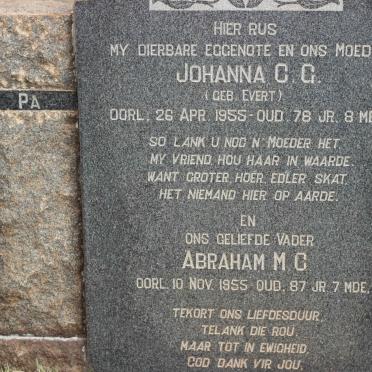 HIER RUS
MY DIERBARE EGGENOTE EN ONS MOED
JOHANNA C. G.
(GEB. EVERT)
OORL. 26 APR. 1955 - OUD. 78 JR. 8 M
SO LANK U NOG 'N MOEDER HET
MY VRIEND, HOU HAAR IN WAARDE.
WANT GROTER, HOER, EDLER SKAT,
HET NIEMAND HIER OP AARDE.
EN
ONS GELIEFDE VADER
ABRAHAM M C
OORL. 10 NOV. 1955 - OUD. 87 JR. 7 MDE.
TEKORT ONS LIEFDESDUUR,
TE LANK DIE ROU,
MAAR TOT IN EWIGHEID,
GOD DANK VIR JOU.
PA